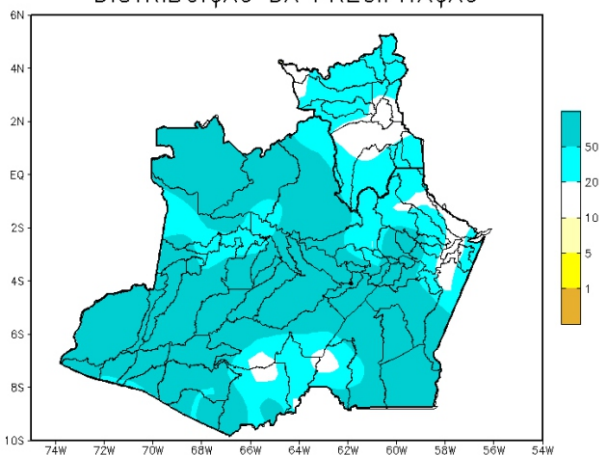 DISTRIBUIÇÃO DA PRECIPITAÇÃO
6N
4N
2N
EQ
2S
4S
6S
8S
10S
74W 72W 70W 68W 66W 64W 62W 60W 58W 56W 54W
50
20
10
5
1